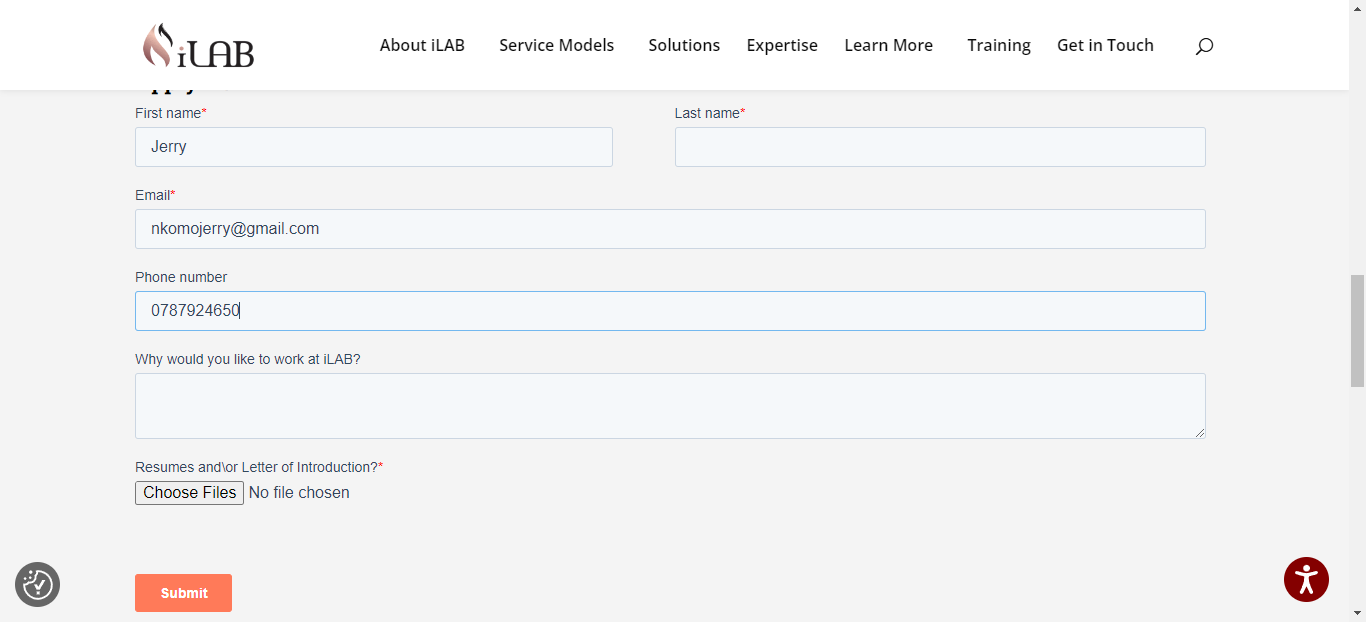 iLAB
About iLAB Service Models Solutions Expertise Learn More Training Get in Touch
First name* Last name*
Jerry
Email*
nkomojerry@gmail.com
Phone number
0787924650
Why would you like to work at iLAB?
Resumes and\or Letter of Introduction?*
Choose Files No file chosen
Submit